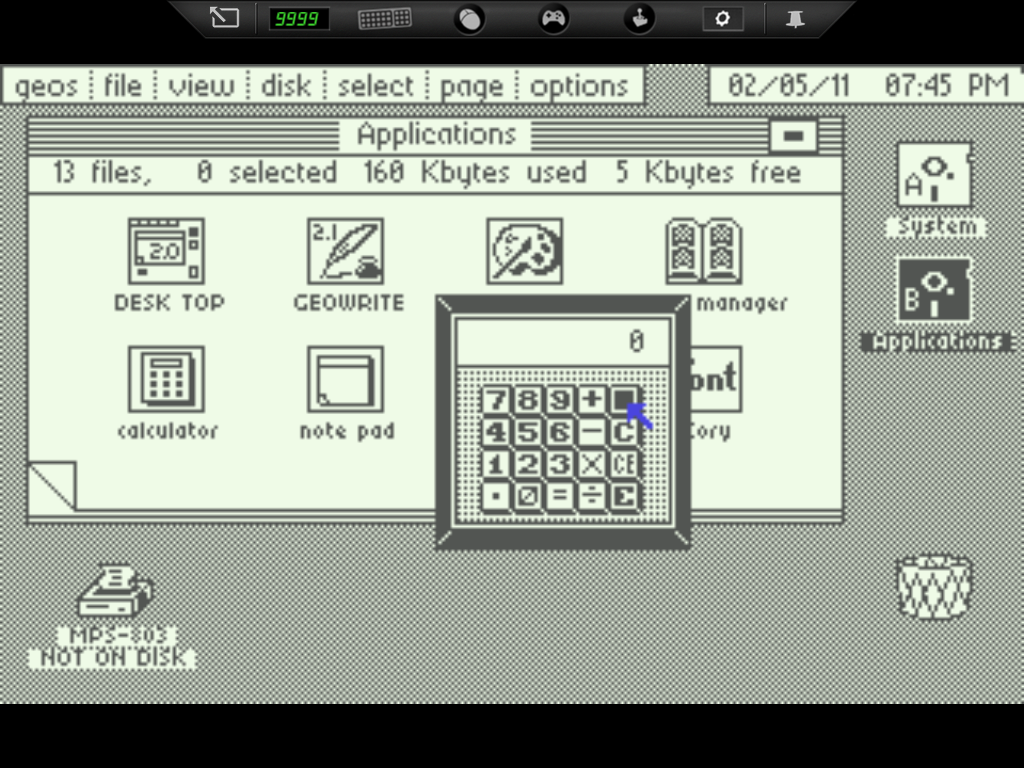 9999
geos file view disk select page options
02/05/11 07:45 PM
Applications
13 files, 0 selected 160 Kbytes used 5 Kbytes free
A
System
B
Applications
2.0
2.1
DESK TOP
GEOWRITE
manager
0
7 8 9 +
4 5 6 - C
1 2 3 × CE
. 0 = ÷ E
calculator
note pad
ont
ory
MPS-803
NOT ON DISK